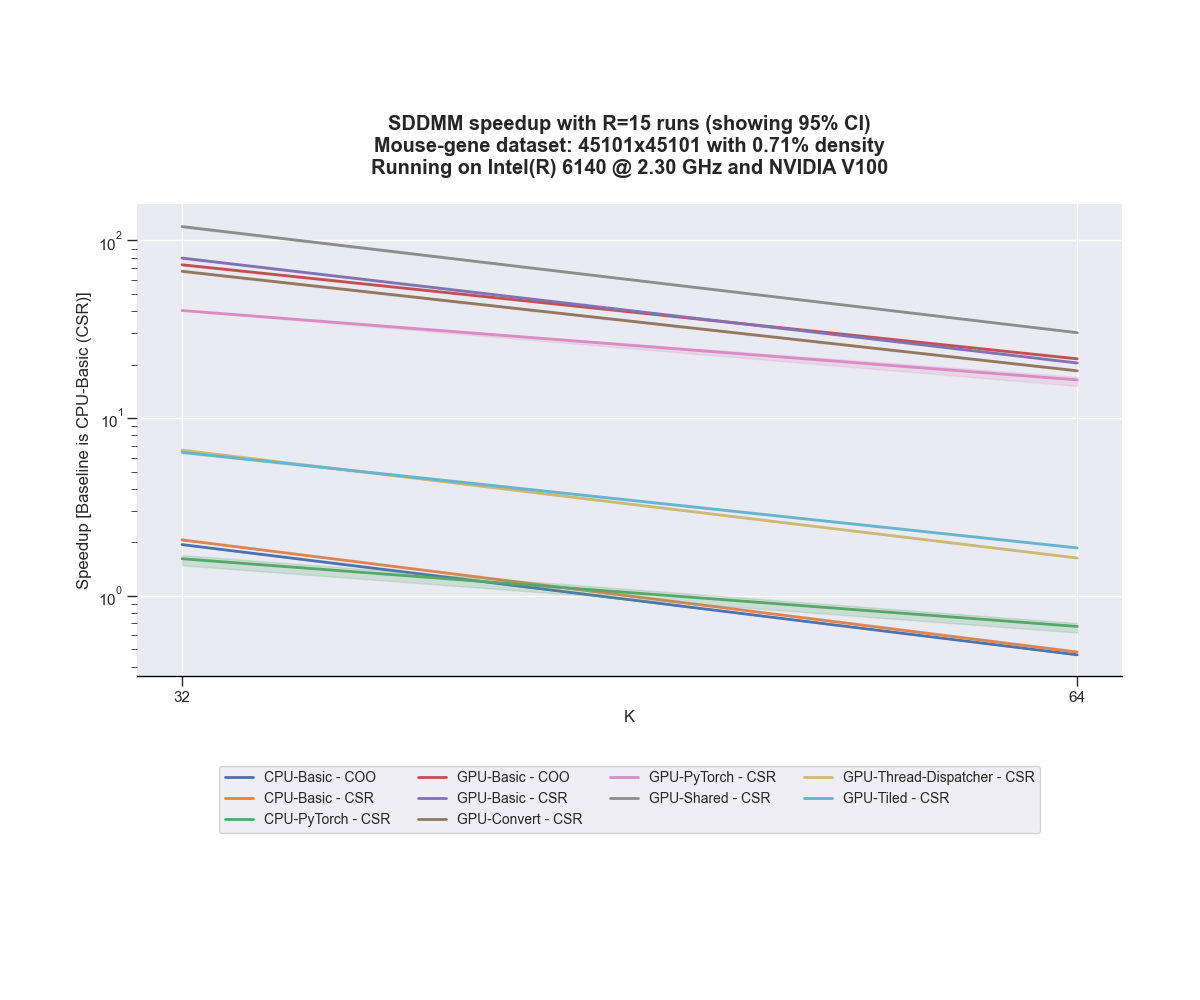 SDDMM speedup with R=15 runs (showing 95% CI)
Mouse-gene dataset: 45101x45101 with 0.71% density
Running on Intel(R) 6140 @ 2.30 GHz and NVIDIA V100
Speedup [Baseline is CPU-Basic (CSR)]
10^2
10^1
10^0
32
64
K
CPU-Basic - COO
CPU-Basic - CSR
CPU-PyTorch - CSR
GPU-Basic - COO
GPU-Basic - CSR
GPU-Convert - CSR
GPU-PyTorch - CSR
GPU-Shared - CSR
GPU-Thread-Dispatcher - CSR
GPU-Tiled - CSR